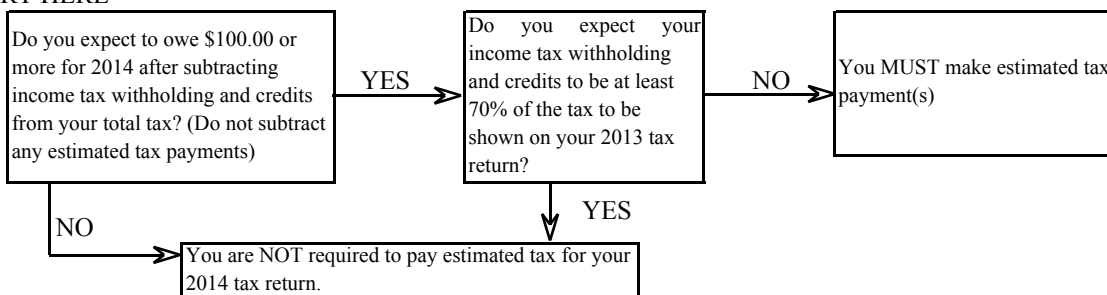 Do you expect to owe $100.00 or
more for 2014 after subtracting
income tax withholding and credits
from your total tax? (Do not subtract
any estimated tax payments)
YES
Do you expect your
income tax withholding
and credits to be at least
70% of the tax to be
shown on your 2013 tax
return?
NO
You MUST make estimated tax
payment(s)
YES
NO
You are NOT required to pay estimated tax for your
2014 tax return.